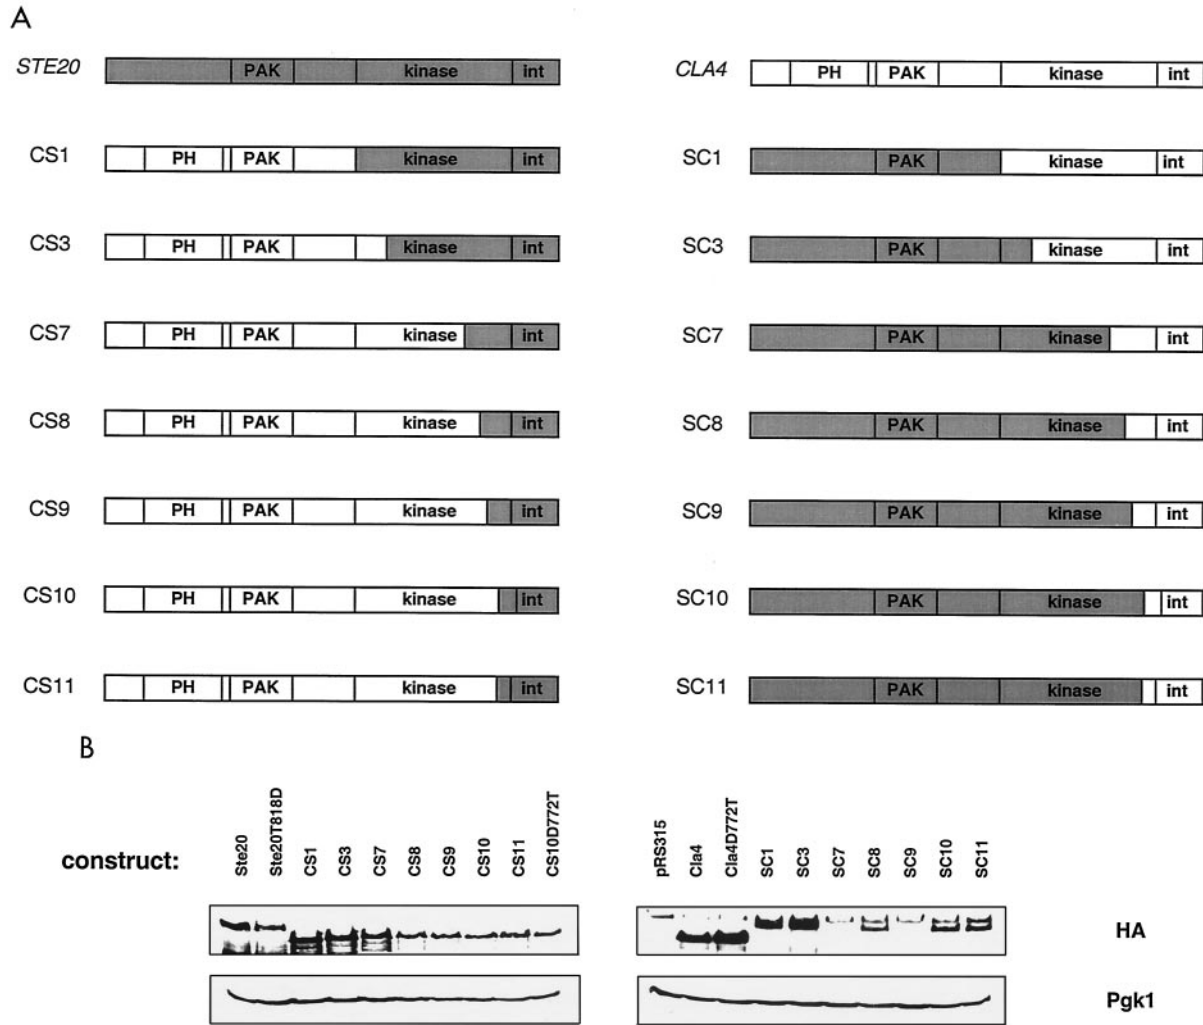 A
STE20 PAK kinase int CLA4 PH PAK kinase int
CS1 PH PAK kinase int SC1 PAK kinase int
CS3 PH PAK kinase int SC3 PAK kinase int
CS7 PH PAK kinase int SC7 PAK kinase int
CS8 PH PAK kinase int SC8 PAK kinase int
CS9 PH PAK kinase int SC9 PAK kinase int
CS10 PH PAK kinase int SC10 PAK kinase int
CS11 PH PAK kinase int SC11 PAK kinase int
B
construct: Ste20 Ste20T818D CS1 CS3 CS7 CS8 CS9 CS10 CS11 CS10D772T pRS315 Cla4 Cla4D772T SC1 SC3 SC7 SC8 SC9 SC10 SC11
HA
Pgk1